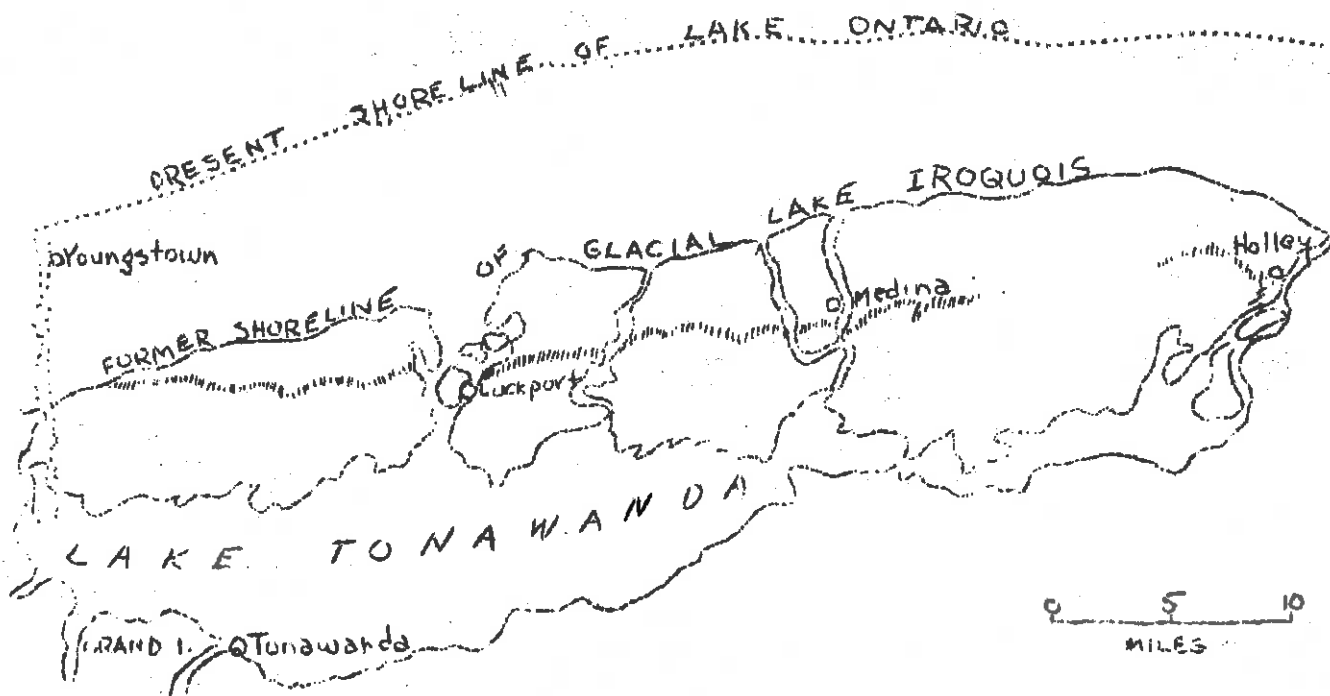 PRESENT SHORE LINE OF LAKE ONTARIO
Youngstown
FORMER SHORELINE OF GLACIAL LAKE IROQUOIS
Holley
Medina
Lockport
LAKE TONAWANDA
GRAND I.
Tonawanda
0 5 10
MILES